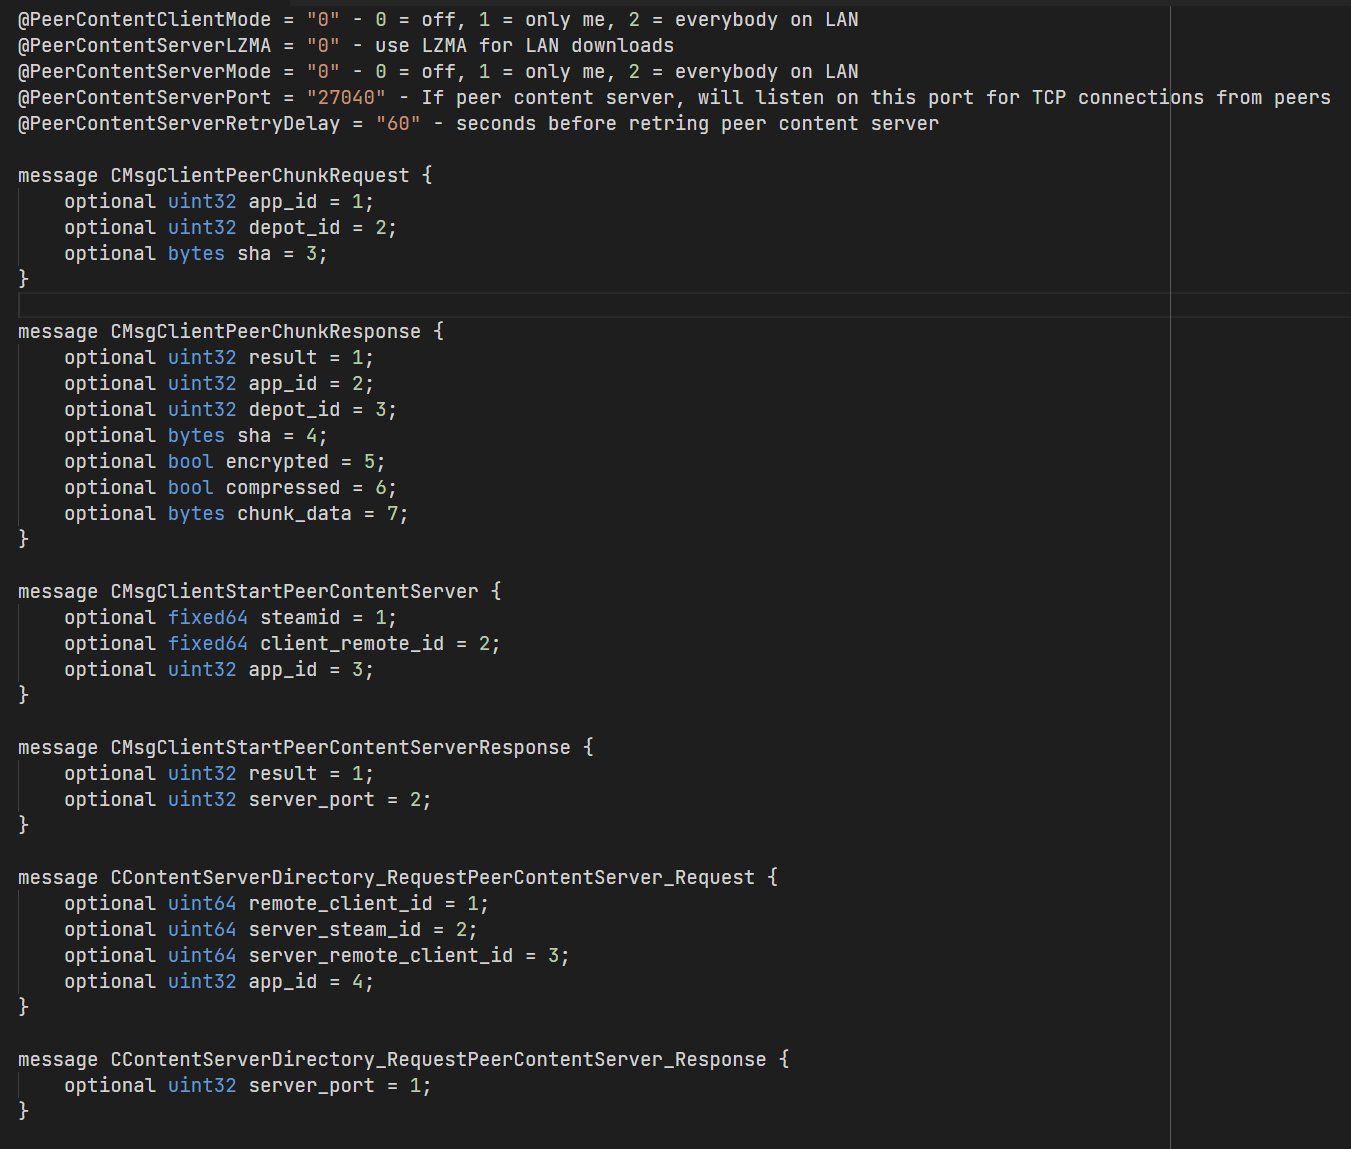 @PeerContentClientMode = "0" - 0 = off, 1 = only me, 2 = everybody on LAN
@PeerContentServerLZMA = "0" - use LZMA for LAN downloads
@PeerContentServerMode = "0" - 0 = off, 1 = only me, 2 = everybody on LAN
@PeerContentServerPort = "27040" - If peer content server, will listen on this port for TCP connections from peers
@PeerContentServerRetryDelay = "60" - seconds before retring peer content server

message CMsgClientPeerChunkRequest {
    optional uint32 app_id = 1;
    optional uint32 depot_id = 2;
    optional bytes sha = 3;
}

message CMsgClientPeerChunkResponse {
    optional uint32 result = 1;
    optional uint32 app_id = 2;
    optional uint32 depot_id = 3;
    optional bytes sha = 4;
    optional bool encrypted = 5;
    optional bool compressed = 6;
    optional bytes chunk_data = 7;
}

message CMsgClientStartPeerContentServer {
    optional fixed64 steamid = 1;
    optional fixed64 client_remote_id = 2;
    optional uint32 app_id = 3;
}

message CMsgClientStartPeerContentServerResponse {
    optional uint32 result = 1;
    optional uint32 server_port = 2;
}

message CContentServerDirectory_RequestPeerContentServer_Request {
    optional uint64 remote_client_id = 1;
    optional uint64 server_steam_id = 2;
    optional uint64 server_remote_client_id = 3;
    optional uint32 app_id = 4;
}

message CContentServerDirectory_RequestPeerContentServer_Response {
    optional uint32 server_port = 1;
}